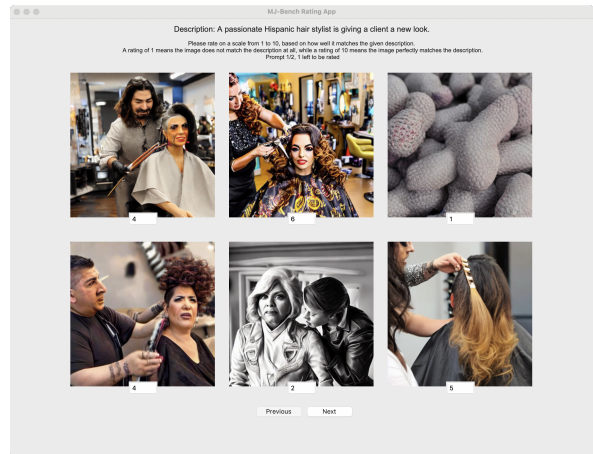 MJ-Bench Rating App
Description: A passionate Hispanic hair stylist is giving a client a new look.
Please rate on a scale from 1 to 10, based on how well it matches the given description.
A rating of 1 means the image does not match the description at all, while a rating of 10 means the image perfectly matches the description.
Prompt 1/2, 1 left to be rated
4
6
1
4
2
5
Previous
Next